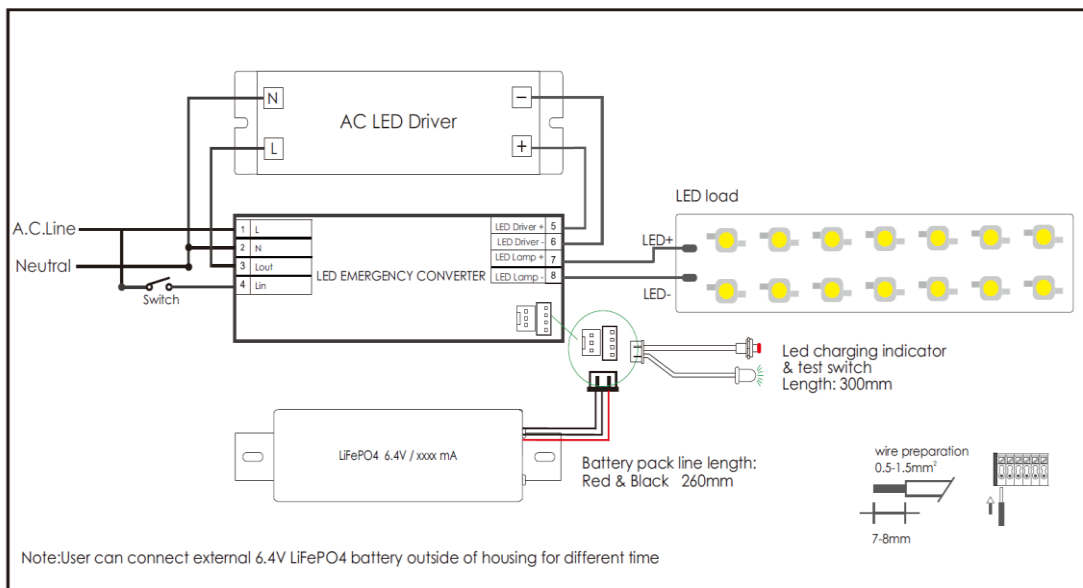 N
AC LED Driver
−
L
+
LED load
A.C.Line
Neutral
Switch
1 L
2 N
3 Lout
4 Lin
LED EMERGENCY CONVERTER
LED Driver + 5
LED Driver - 6
LED Lamp + 7
LED Lamp - 8
LED+
LED-
Led charging indicator
& test switch
Length: 300mm
LiFePO4 6.4V / xxxx mA
Battery pack line length:
Red & Black 260mm
wire preparation
0.5-1.5mm²
7-8mm
Note:User can connect external 6.4V LiFePO4 battery outside of housing for different time